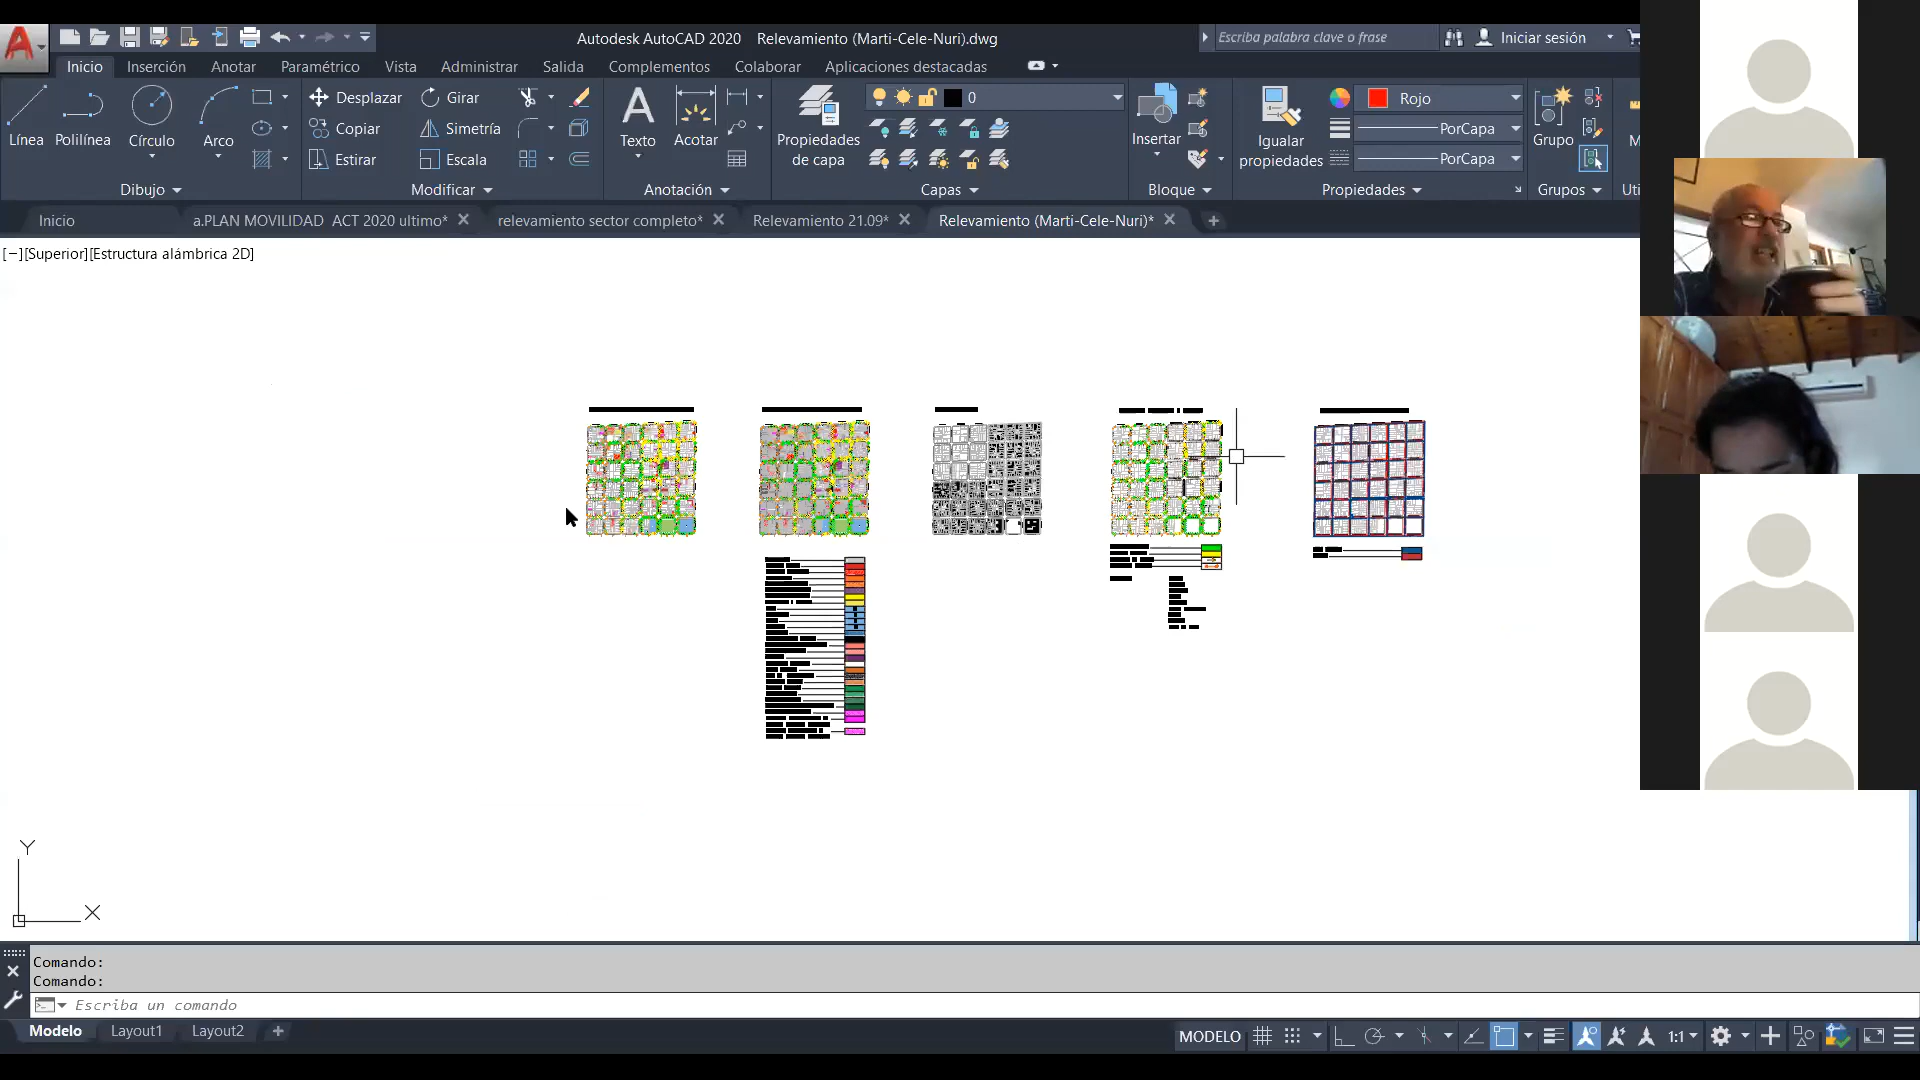 Autodesk AutoCAD 2020 Relevamiento (Marti-Cele-Nuri).dwg
Escriba palabra clave o frase
Iniciar sesión
Inicio Inserción Anotar Paramétrico Vista Administrar Salida Complementos Colaborar Aplicaciones destacadas
Línea Polilínea Círculo Arco
Desplazar Girar
Copiar Simetría
Estirar Escala
Texto Acotar
Propiedades de capa
0
Insertar
Igualar propiedades
Rojo
PorCapa
PorCapa
Grupo
M
Dibujo Modificar Anotación Capas Bloque Propiedades Grupos Uti
Inicio a.PLAN MOVILIDAD ACT 2020 ultimo* relevamiento sector completo* Relevamiento 21.09* Relevamiento (Marti-Cele-Nuri)*
[−][Superior][Estructura alámbrica 2D]
Y
X
Comando:
Comando:
Escriba un comando
Modelo Layout1 Layout2
MODELO 1:1